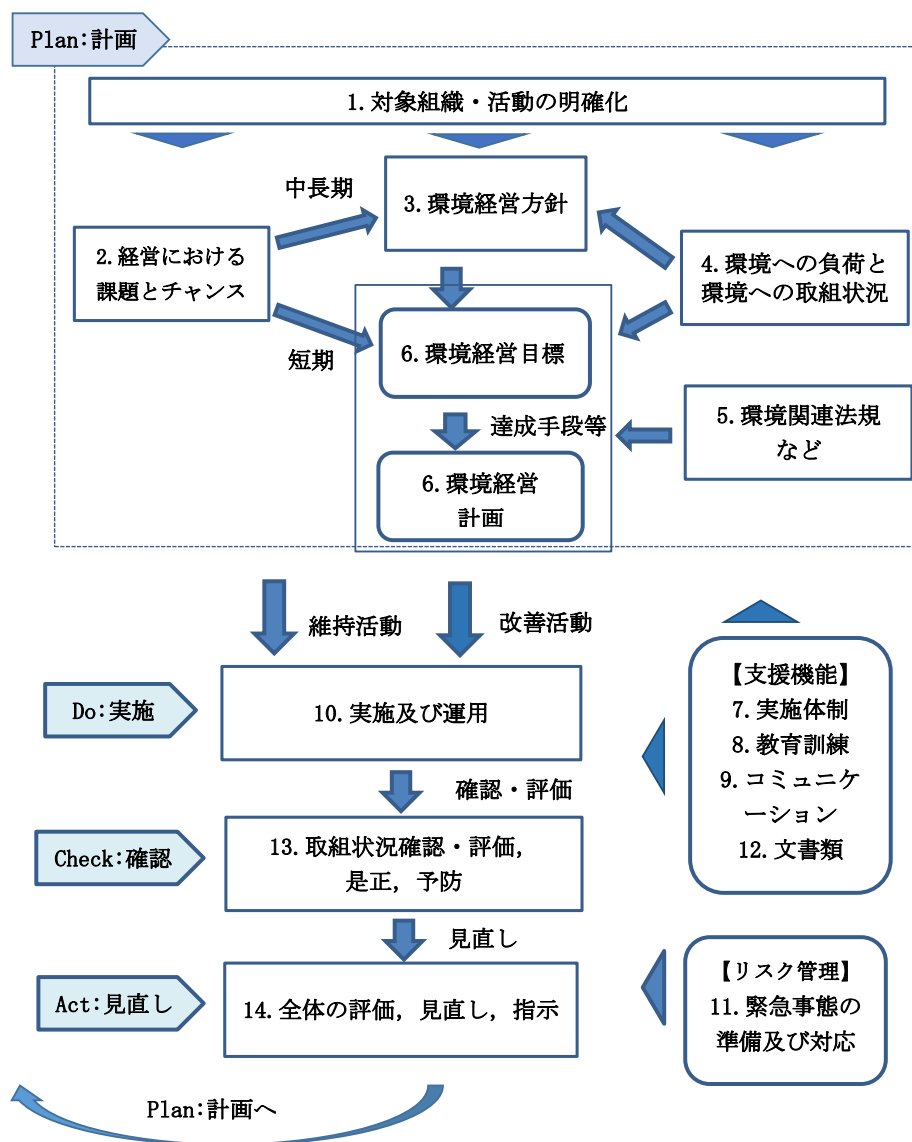 Plan:計画
1.対象組織・活動の明確化
中長期
3.環境経営方針
2.経営における
課題とチャンス
4.環境への負荷と
環境への取組状況
短期
6.環境経営目標
達成手段等
5.環境関連法規
など
6.環境経営
計画
維持活動
改善活動
【支援機能】
7.実施体制
8.教育訓練
9.コミュニケ
ーション
12.文書類
Do:実施
10.実施及び運用
確認・評価
Check:確認
13.取組状況確認・評価,
是正, 予防
見直し
【リスク管理】
11.緊急事態の
準備及び対応
Act:見直し
14.全体の評価, 見直し, 指示
Plan:計画へ